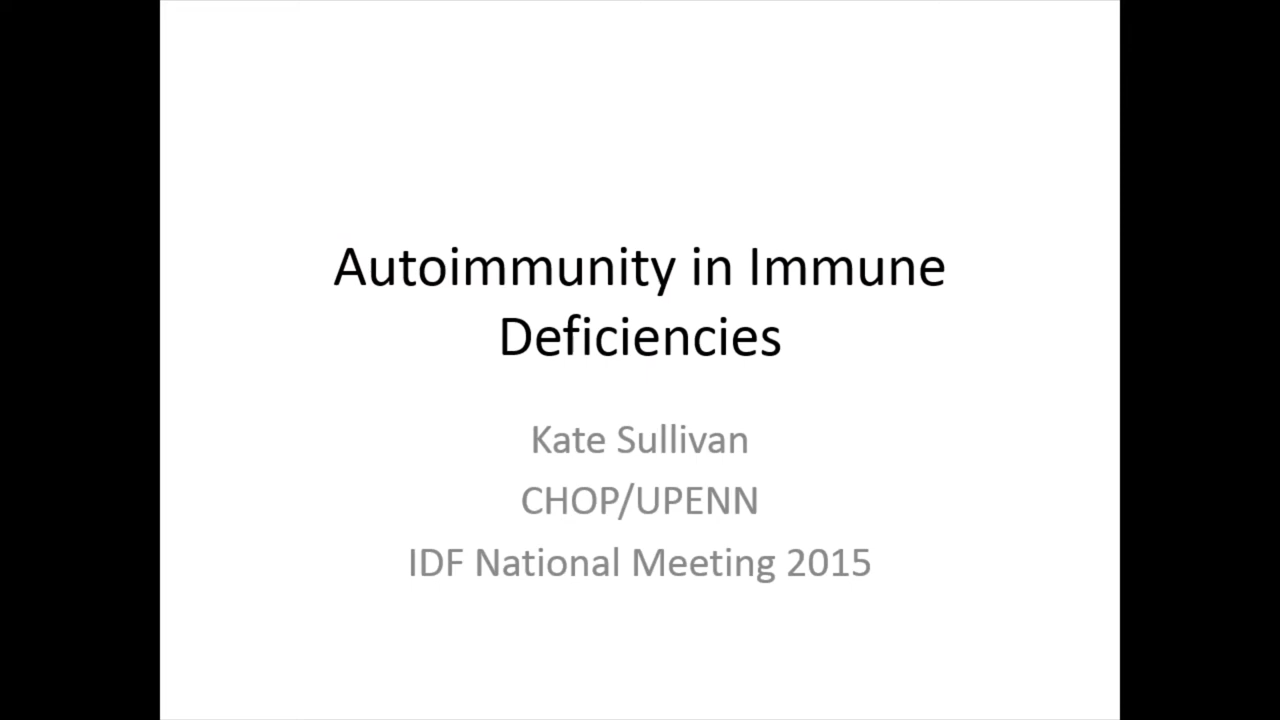 Autoimmunity in Immune
Deficiencies
Kate Sullivan
CHOP/UPENN
IDF National Meeting 2015